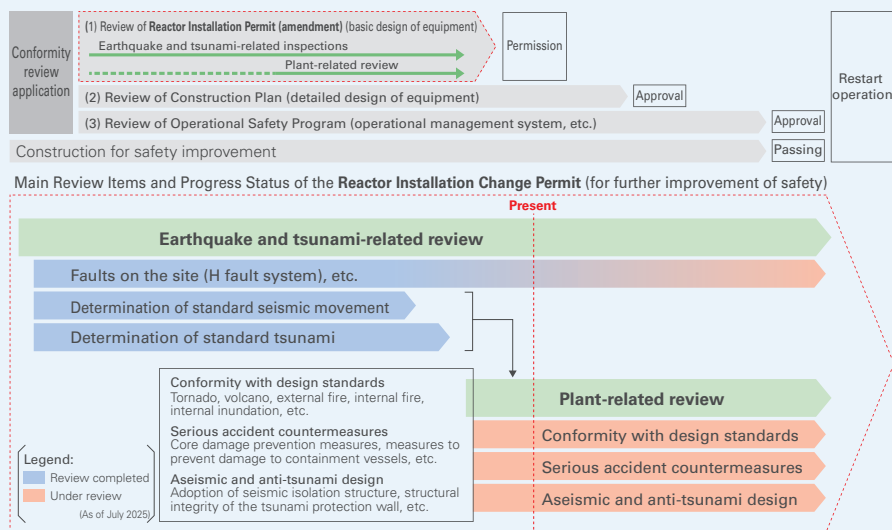 Conformity
review
application
(1) Review of Reactor Installation Permit (amendment) (basic design of equipment)
Earthquake and tsunami-related inspections
Plant-related review
Permission
(2) Review of Construction Plan (detailed design of equipment)
Approval
(3) Review of Operational Safety Program (operational management system, etc.)
Approval
Construction for safety improvement
Passing
Restart
operation
Main Review Items and Progress Status of the Reactor Installation Change Permit (for further improvement of safety)
Present
Earthquake and tsunami-related review
Faults on the site (H fault system), etc.
Determination of standard seismic movement
Determination of standard tsunami
Conformity with design standards
Tornado, volcano, external fire, internal fire,
internal inundation, etc.
Serious accident countermeasures
Core damage prevention measures, measures to
prevent damage to containment vessels, etc.
Aseismic and anti-tsunami design
Adoption of seismic isolation structure, structural
integrity of the tsunami protection wall, etc.
Plant-related review
Conformity with design standards
Serious accident countermeasures
Aseismic and anti-tsunami design
Legend:
Review completed
Under review
(As of July 2025)